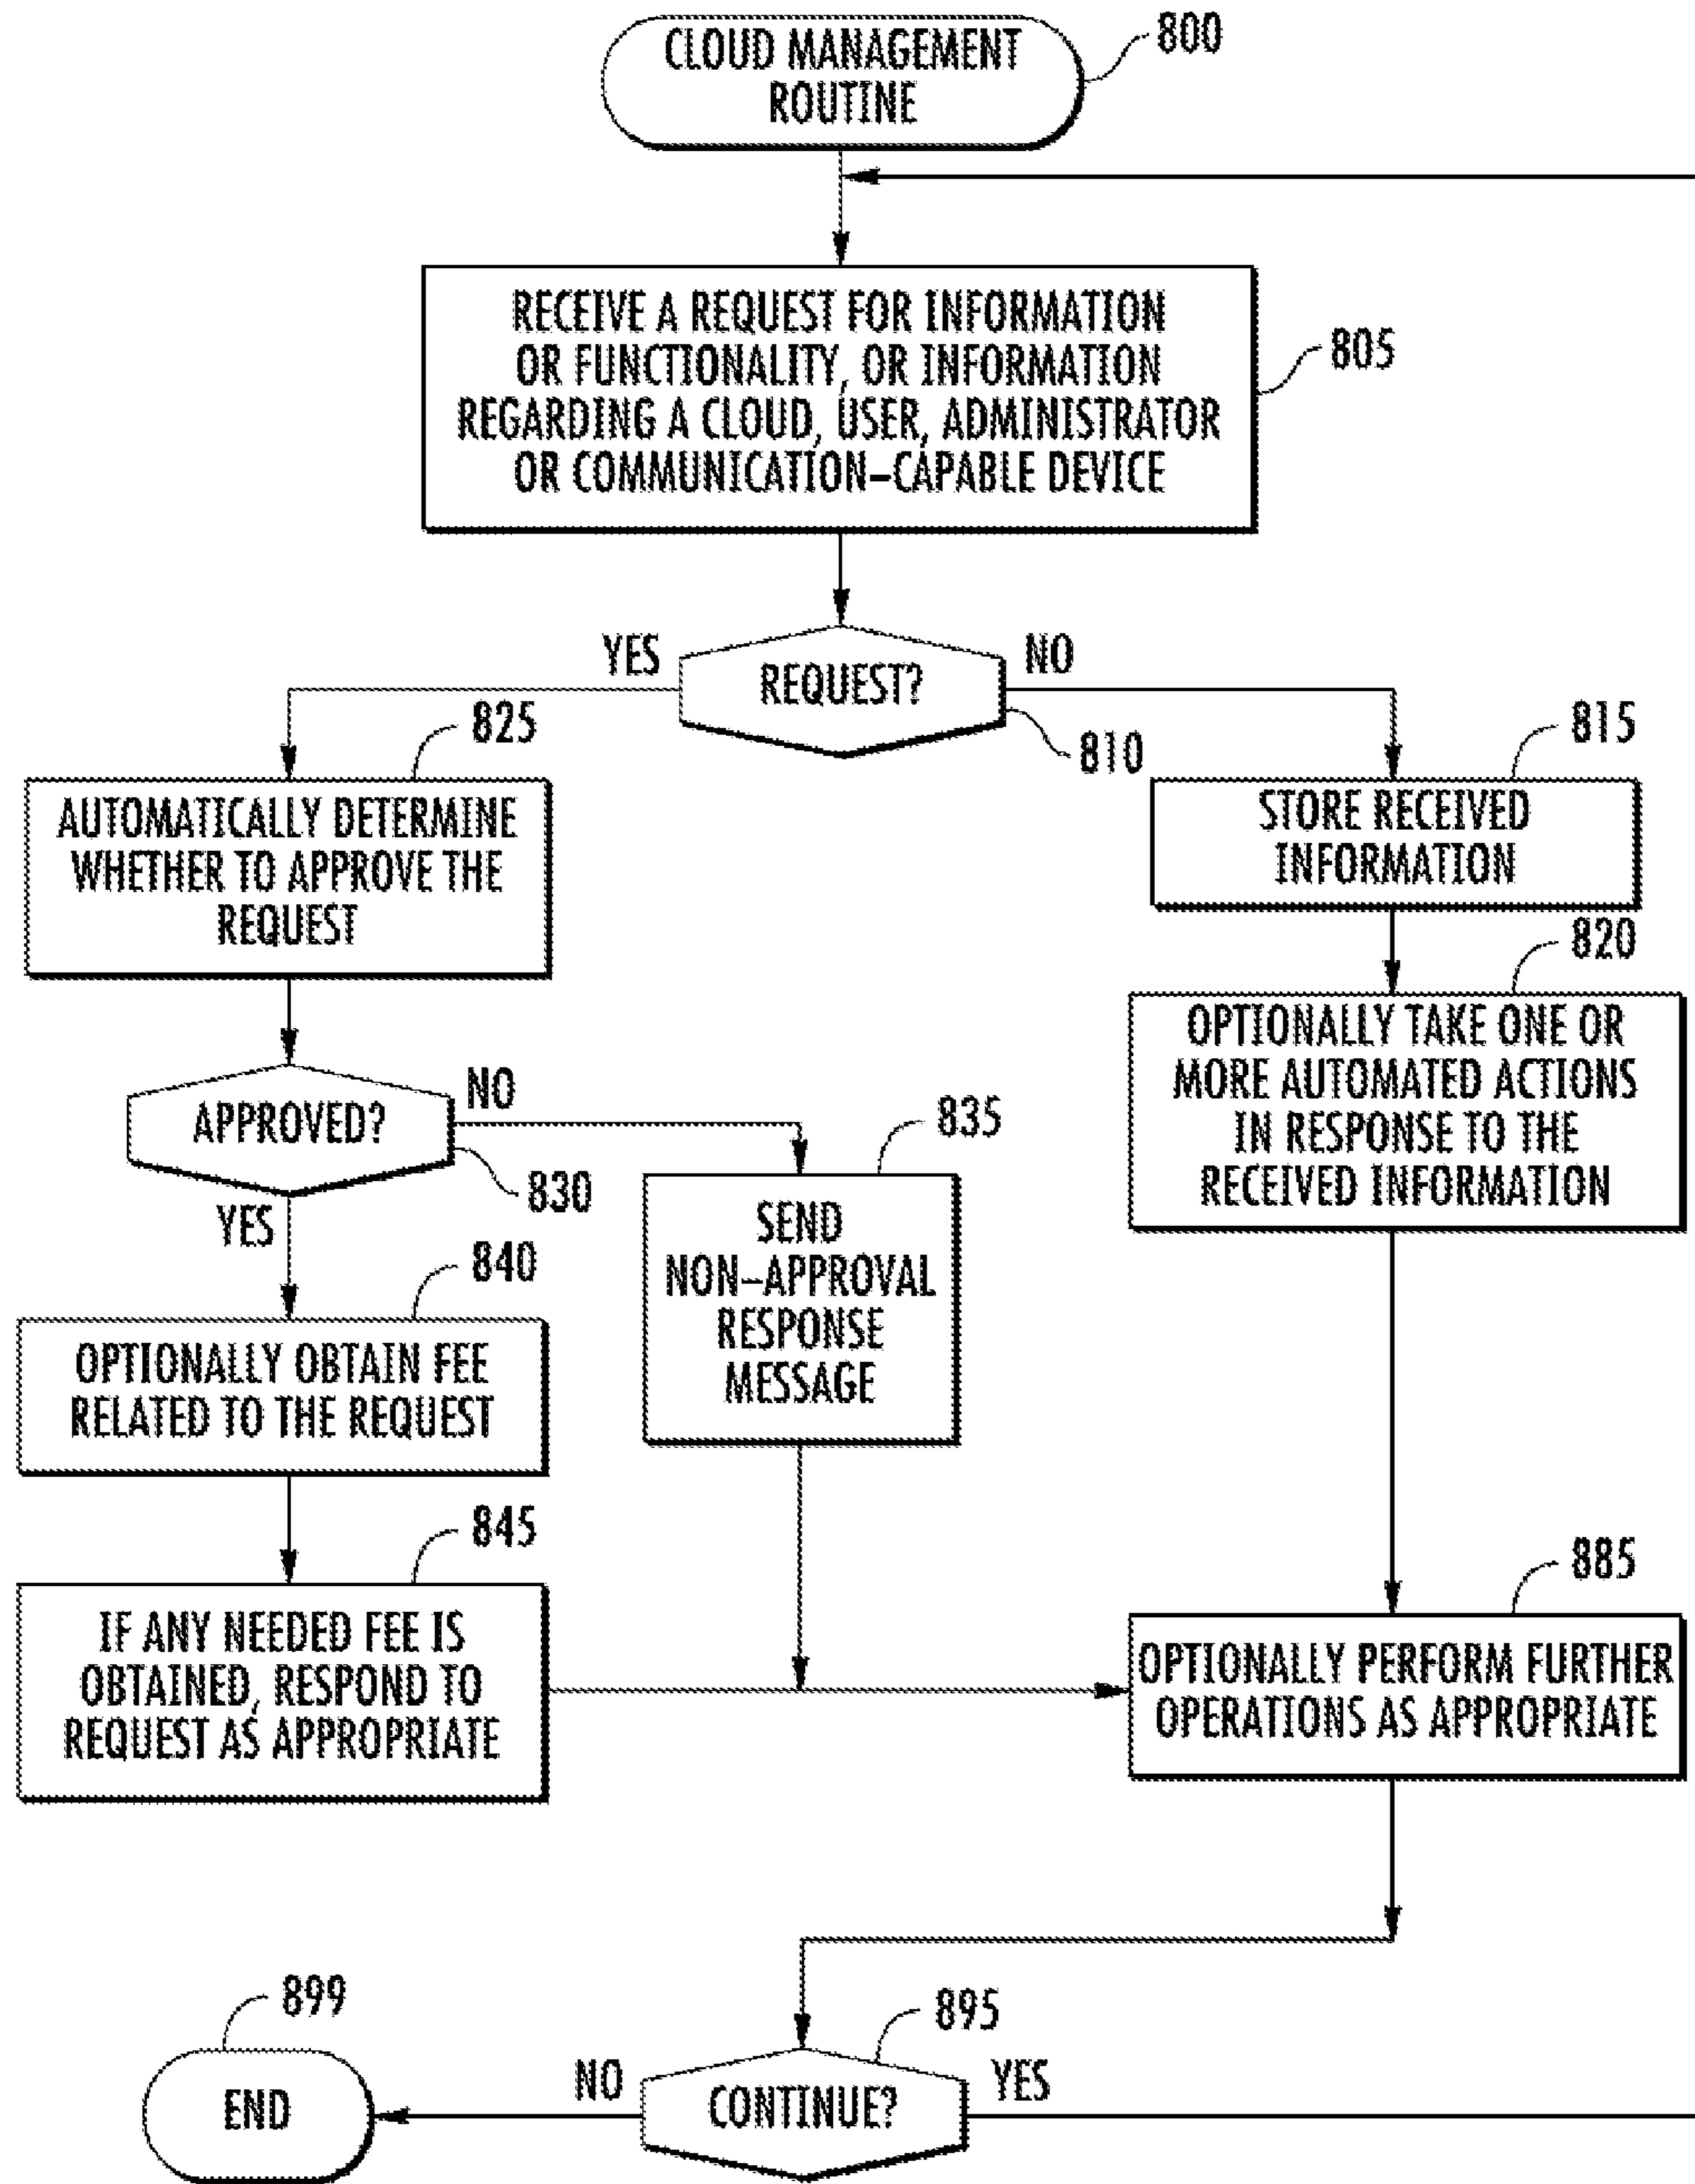 CLOUD MANAGEMENT
ROUTINE
800
RECEIVE A REQUEST FOR INFORMATION
OR FUNCTIONALITY, OR INFORMATION
REGARDING A CLOUD, USER, ADMINISTRATOR
OR COMMUNICATION–CAPABLE DEVICE
805
YES
REQUEST?
NO
810
825
AUTOMATICALLY DETERMINE
WHETHER TO APPROVE THE
REQUEST
815
STORE RECEIVED
INFORMATION
820
OPTIONALLY TAKE ONE OR
MORE AUTOMATED ACTIONS
IN RESPONSE TO THE
RECEIVED INFORMATION
APPROVED?
NO
830
YES
835
SEND
NON–APPROVAL
RESPONSE
MESSAGE
840
OPTIONALLY OBTAIN FEE
RELATED TO THE REQUEST
845
IF ANY NEEDED FEE IS
OBTAINED, RESPOND TO
REQUEST AS APPROPRIATE
885
OPTIONALLY PERFORM FURTHER
OPERATIONS AS APPROPRIATE
899
END
NO
895
CONTINUE?
YES